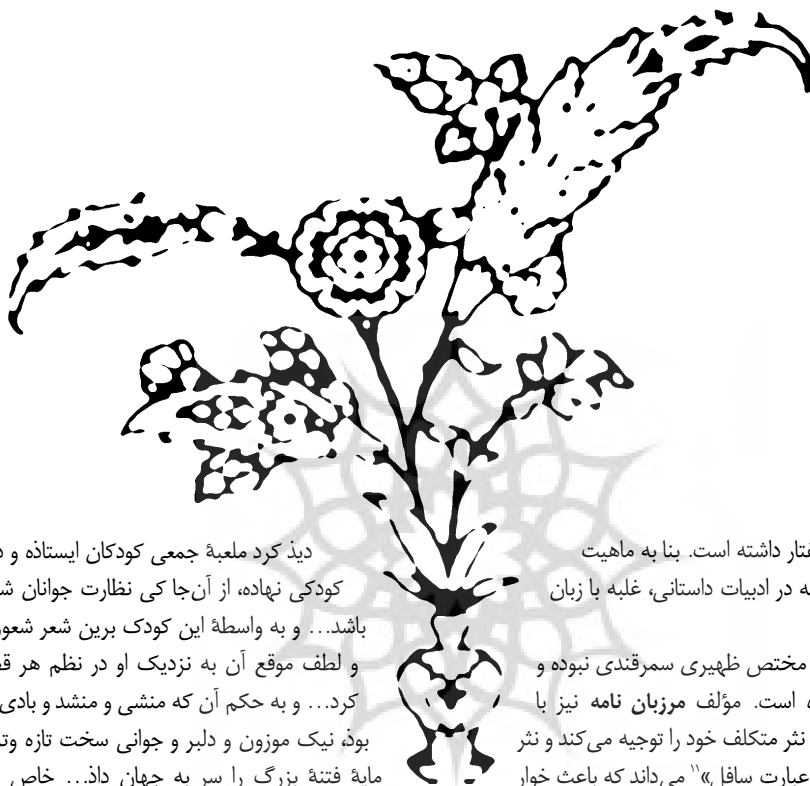 فتار داشته است. بنا به ماهیت
ه در ادبیات داستانی، غلبه با زبان
مختص ظهیری سمرقندی نبوده و
است. مؤلف مرزبان نامه نیز با
نثر متکلف خود را توجیه می‌کند و نثر
عبارت سافل»۱۱ می‌داند که باعث خوار
دیذ کرد ملعبهٔ جمعی کودکان ایستاذه و د
کودکی نهاده، از آن‌جا کی نظارت جوانان ش
باشد... و به واسطهٔ این کودک برین شعر شعور
و لطف موقع آن به نزدیک او در نظم هر ق
کرد... و به حکم آن که منشی و منشد و بادی
بوذ، نیک موزون و دلبر و جوانی سخت تازه وتر
مایهٔ فتنهٔ بزرگ را سر به جهان داذ... خاص